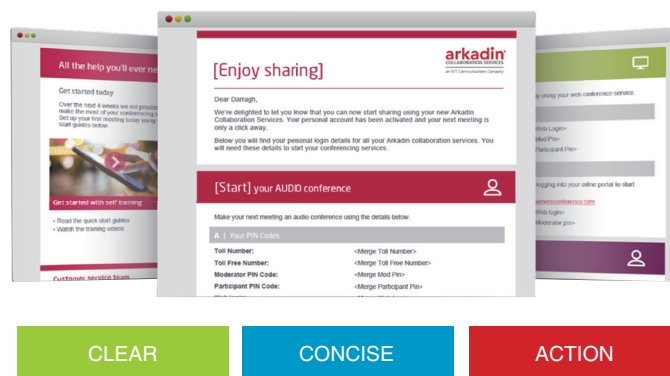 All the help you'll ever ne
Get started today
Over the next 4 weeks we will provide
make the most of your conferencing s
Set up your first meeting today using
start guides below.
Get started with self training
- Read the quick start guides
- Watch the training videos
Customer service team
[Enjoy sharing]
arkadin
COLLABORATION SERVICES
an NTT Communications Company
Dear Darragh,
We're delighted to let you know that you can now start sharing using your new Arkadin
Collaboration Services. Your personal account has been activated and your next meeting is
only a click away.
Below you will find your personal login details for all your Arkadin collaboration services. You
will need these details to start your conferencing services.
[Start] your AUDIO conference
Make your next meeting an audio conference using the details below.
A | Your PIN Codes
Toll Number: <Merge Toll Number>
Toll Free Number: <Merge Toll Free Number>
Moderator PIN Code: <Merge Mod Pin>
Participant PIN Code: <Merge Participant Pin>
y using your web conference service.
Web Login>
Mod Pin>
Participant Pin>
logging into your online portal to start
Web login>
Moderator pin>
CLEAR
CONCISE
ACTION